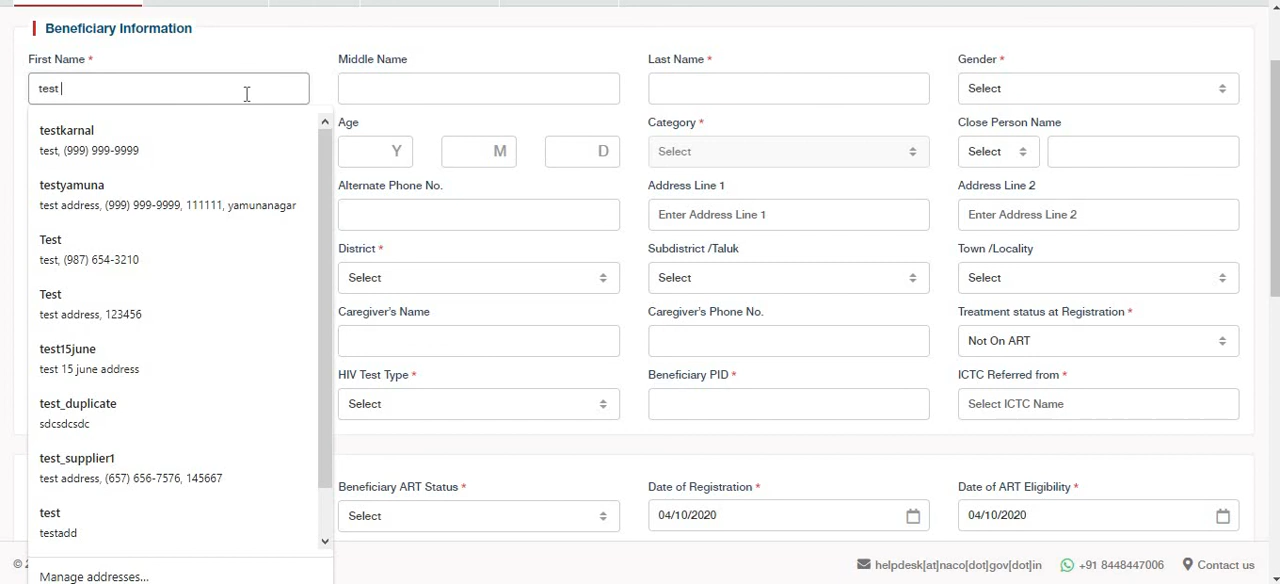 Beneficiary Information
First Name * Middle Name Last Name * Gender *
test Select
testkarnal
test, (999) 999-9999
testyamuna
test address, (999) 999-9999, 111111, yamunanagar
Test
test, (987) 654-3210
Test
test address, 123456
test15june
test 15 june address
test_duplicate
sdcsdcsdc
test_supplier1
test address, (657) 656-7576, 145667
test
testadd
Manage addresses...
Age Category * Close Person Name
Y M D Select Select
Alternate Phone No. Address Line 1 Address Line 2
Enter Address Line 1 Enter Address Line 2
District * Subdistrict /Taluk Town /Locality
Select Select Select
Caregiver's Name Caregiver's Phone No. Treatment status at Registration *
Not On ART
HIV Test Type * Beneficiary PID * ICTC Referred from *
Select Select ICTC Name
Beneficiary ART Status * Date of Registration * Date of ART Eligibility *
Select 04/10/2020 04/10/2020
© helpdesk[at]naco[dot]gov[dot]in +91 8448447006 Contact us